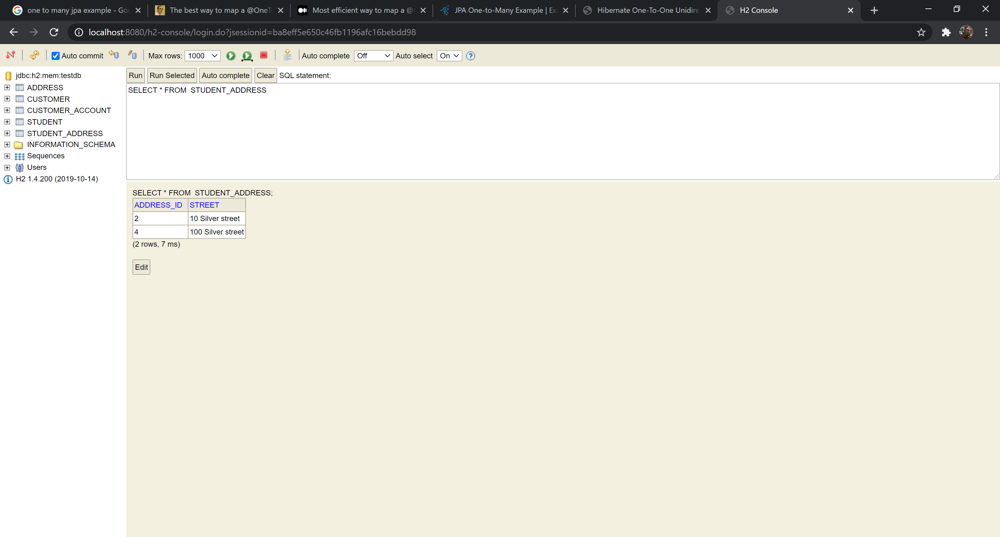 one to many jpa example - Goo
The best way to map a @OneTo
Most efficient way to map a @
JPA One-to-Many Example | Ex
Hibernate One-To-One Unidire
H2 Console
localhost:8080/h2-console/login.do?jsessionid=ba8eff5e650c46fb1196afc16bebdd98
Auto commit Max rows: 1000 Auto complete Off Auto select On
jdbc:h2:mem:testdb
ADDRESS
CUSTOMER
CUSTOMER_ACCOUNT
STUDENT
STUDENT_ADDRESS
INFORMATION_SCHEMA
Sequences
Users
H2 1.4.200 (2019-10-14)
Run Run Selected Auto complete Clear SQL statement:
SELECT * FROM  STUDENT_ADDRESS
SELECT * FROM  STUDENT_ADDRESS;
ADDRESS_ID STREET
2 10 Silver street
4 100 Silver street
(2 rows, 7 ms)
Edit